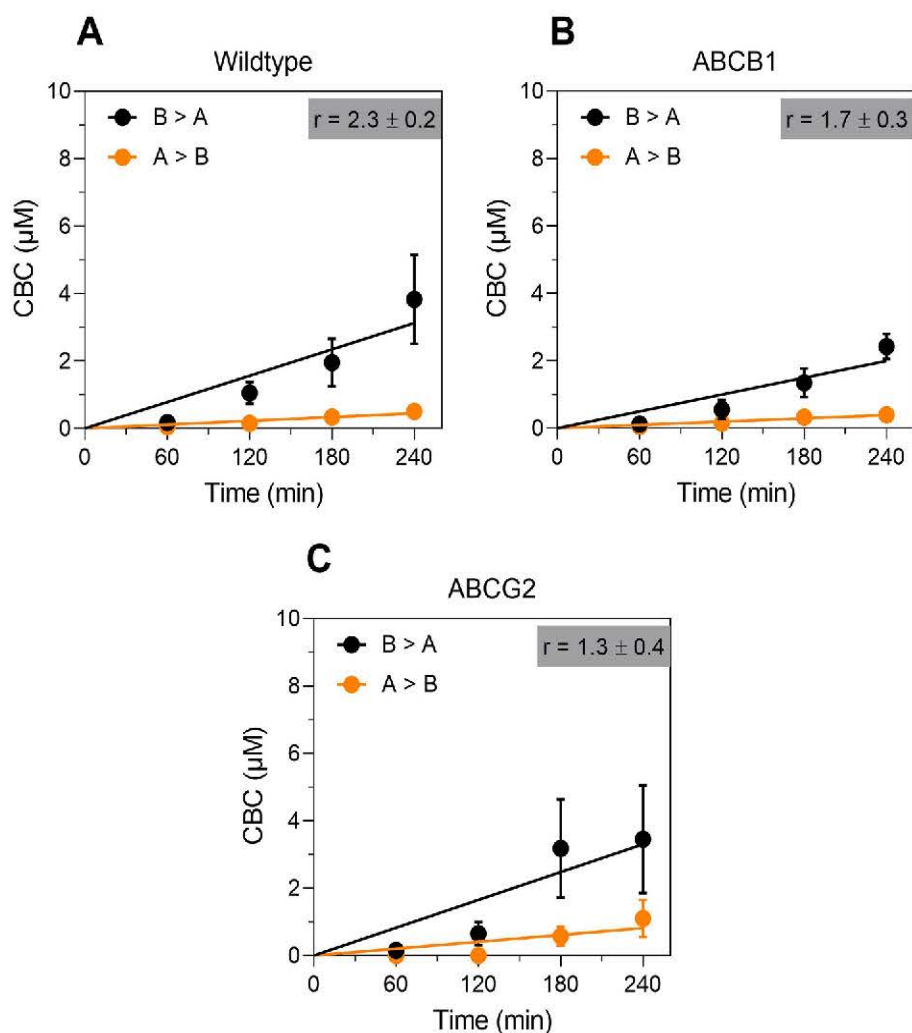 A
Wildtype
10
8
6
4
2
0
CBC (µM)
B > A
A > B
r = 2.3 ± 0.2
0 60 120 180 240
Time (min)
B
ABCB1
10
8
6
4
2
0
CBC (µM)
B > A
A > B
r = 1.7 ± 0.3
0 60 120 180 240
Time (min)
C
ABCG2
10
8
6
4
2
0
CBC (µM)
B > A
A > B
r = 1.3 ± 0.4
0 60 120 180 240
Time (min)